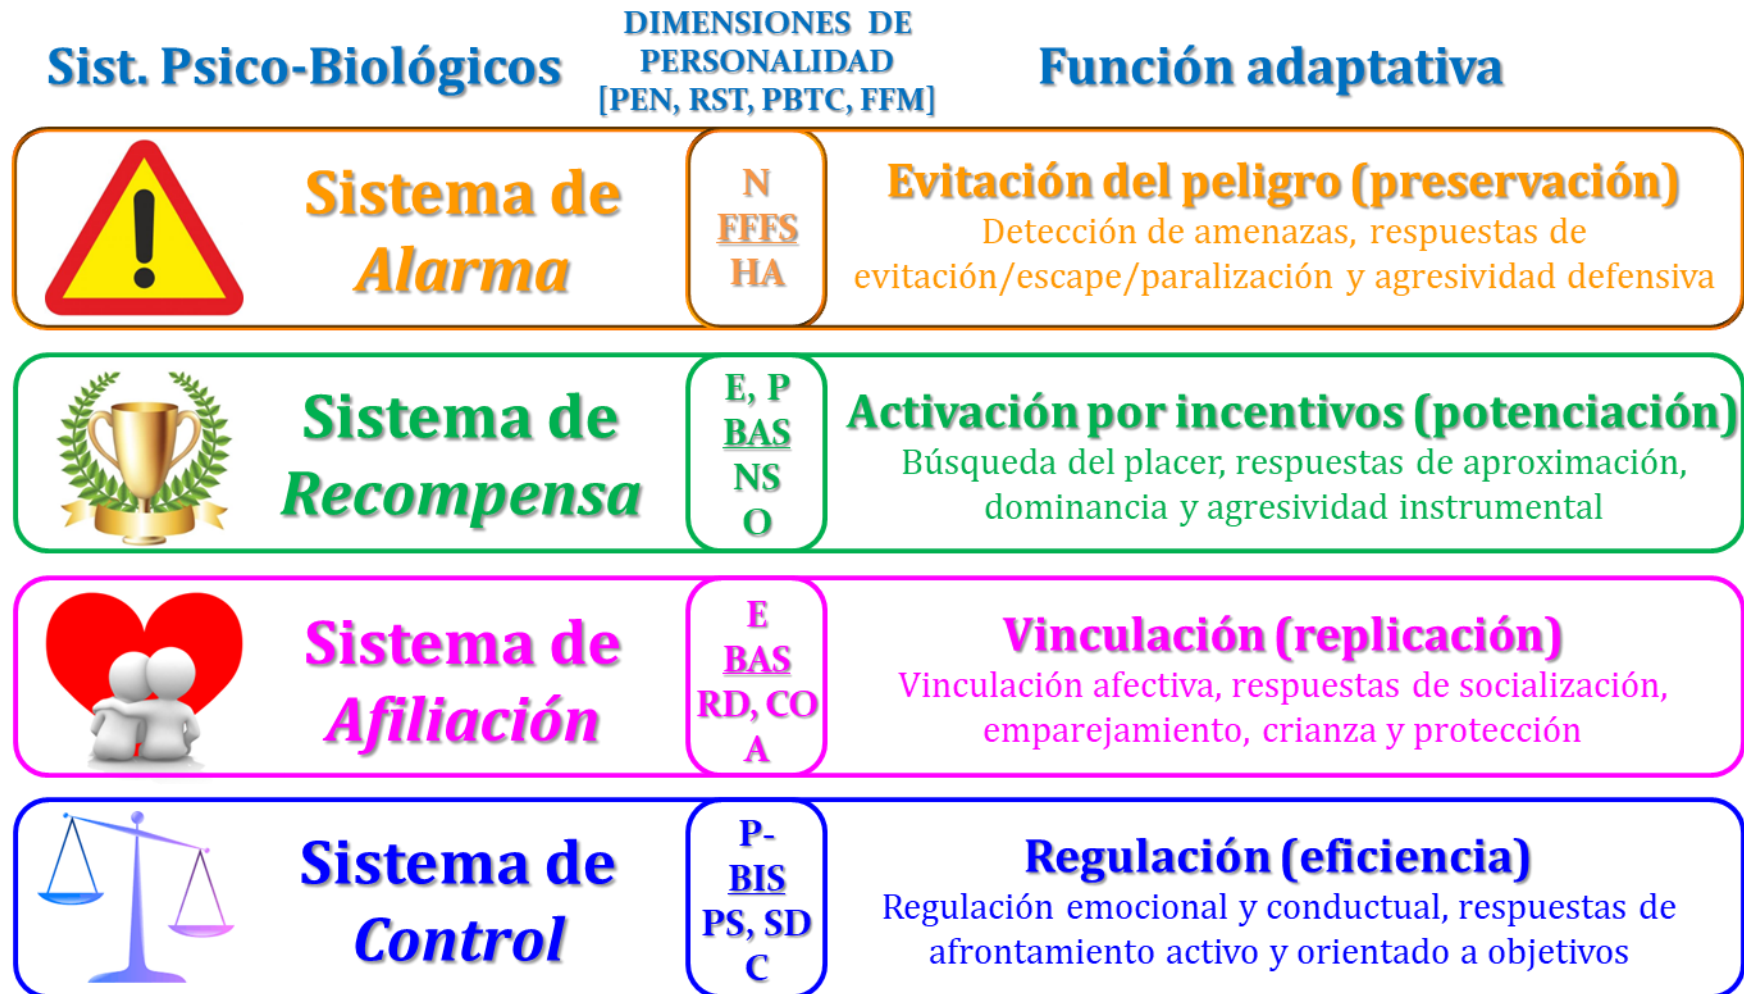 Sist. Psico-Biológicos
DIMENSIONES DE
PERSONALIDAD
[PEN, RST, PBTC, FFM]
Función adaptativa
Sistema de
Alarma
N
FFFS
HA
Evitación del peligro (preservación)
Detección de amenazas, respuestas de
evitación/escape/paralización y agresividad defensiva
Sistema de
Recompensa
E, P
BAS
NS
O
Activación por incentivos (potenciación)
Búsqueda del placer, respuestas de aproximación,
dominancia y agresividad instrumental
Sistema de
Afiliación
E
BAS
RD, CO
A
Vinculación (replicación)
Vinculación afectiva, respuestas de socialización,
emparejamiento, crianza y protección
Sistema de
Control
P-
BIS
PS, SD
C
Regulación (eficiencia)
Regulación emocional y conductual, respuestas de
afrontamiento activo y orientado a objetivos